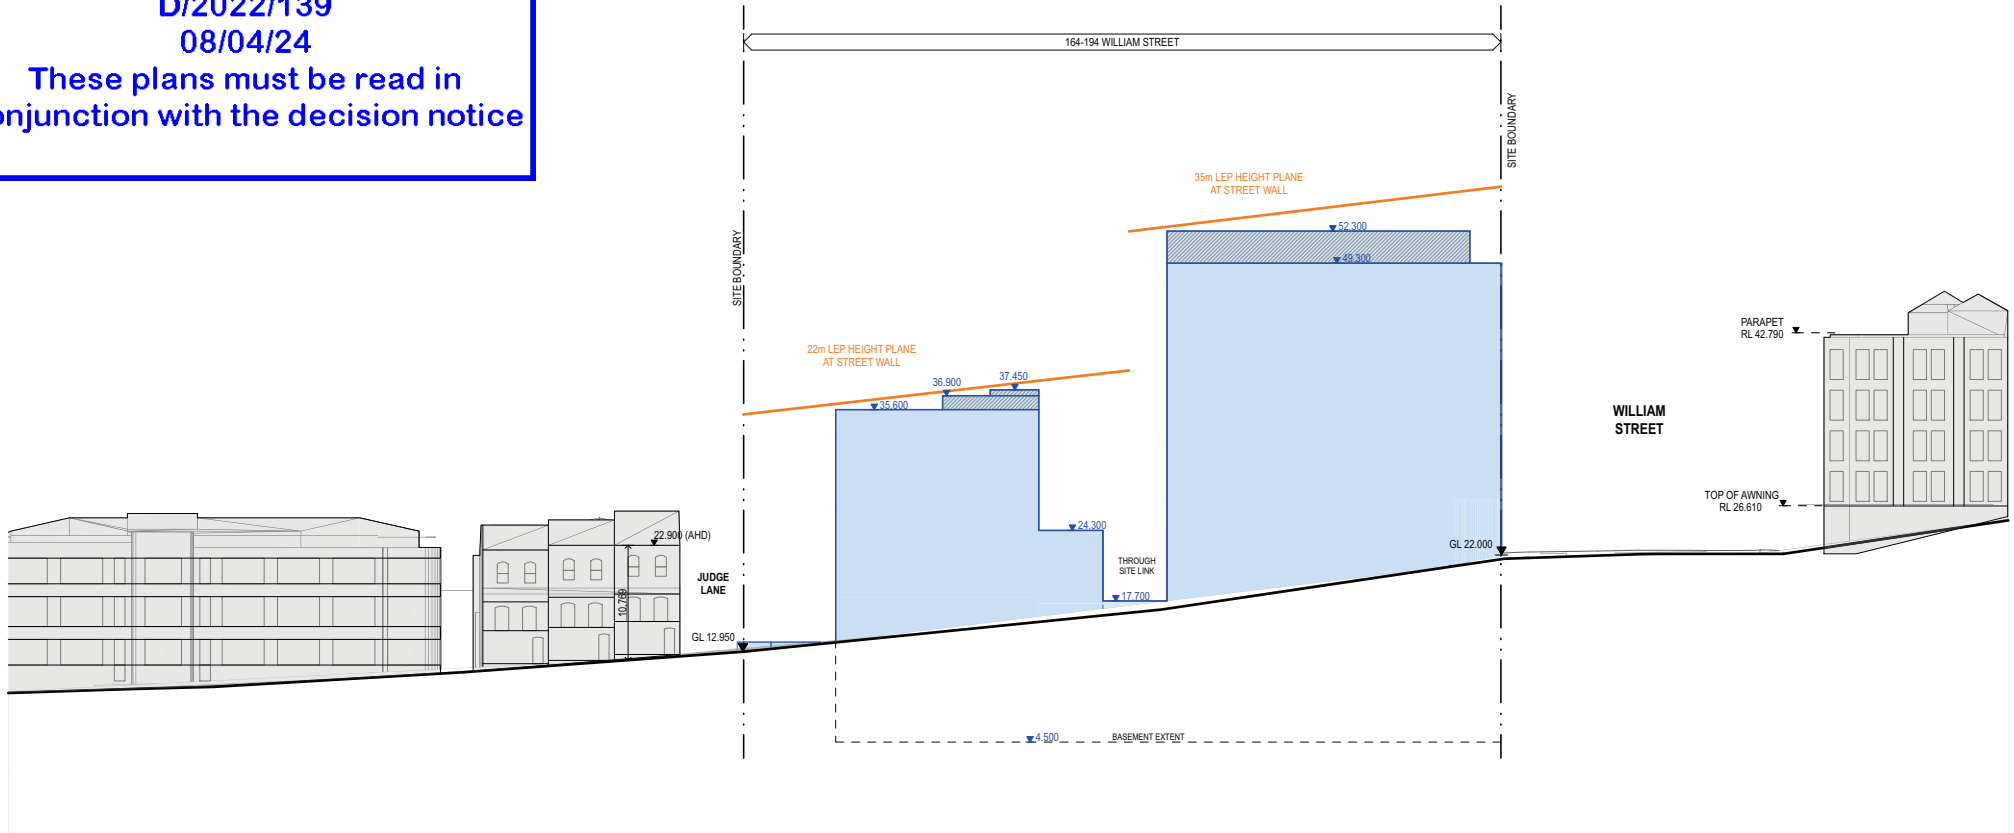 D/2022/139
08/04/24
These plans must be read in
onjunction with the decision notice
164-194 WILLIAM STREET
SITE BOUNDARY
35m LEP HEIGHT PLANE
AT STREET WALL
52.300
49.300
SITE BOUNDARY
22m LEP HEIGHT PLANE
AT STREET WALL
37.450
36.900
35.600
PARAPET
RL 42.790
WILLIAM
STREET
TOP OF AWNING
RL 26.610
24.300
22.900 (AHD)
GL 22.000
THROUGH
SITE LINK
JUDGE
LANE
10,769
17.700
GL 12.950
4.500
BASEMENT EXTENT